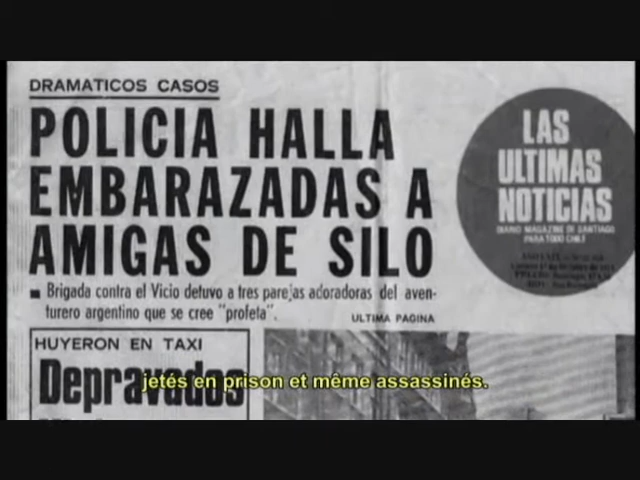 DRAMATICOS CASOS
POLICIA HALLA
EMBARAZADAS A
AMIGAS DE SILO
Brigada contra el Vicio detuvo a tres parejas adoradoras del aven-
turero argentino que se cree "profeta".
ULTIMA PAGINA
LAS
ULTIMAS
NOTICIAS
DIARIO MAGAZINE DE SANTIAGO
PARA TODO CHILE
HUYERON EN TAXI
Depravados
jetés en prison et même assassinés.